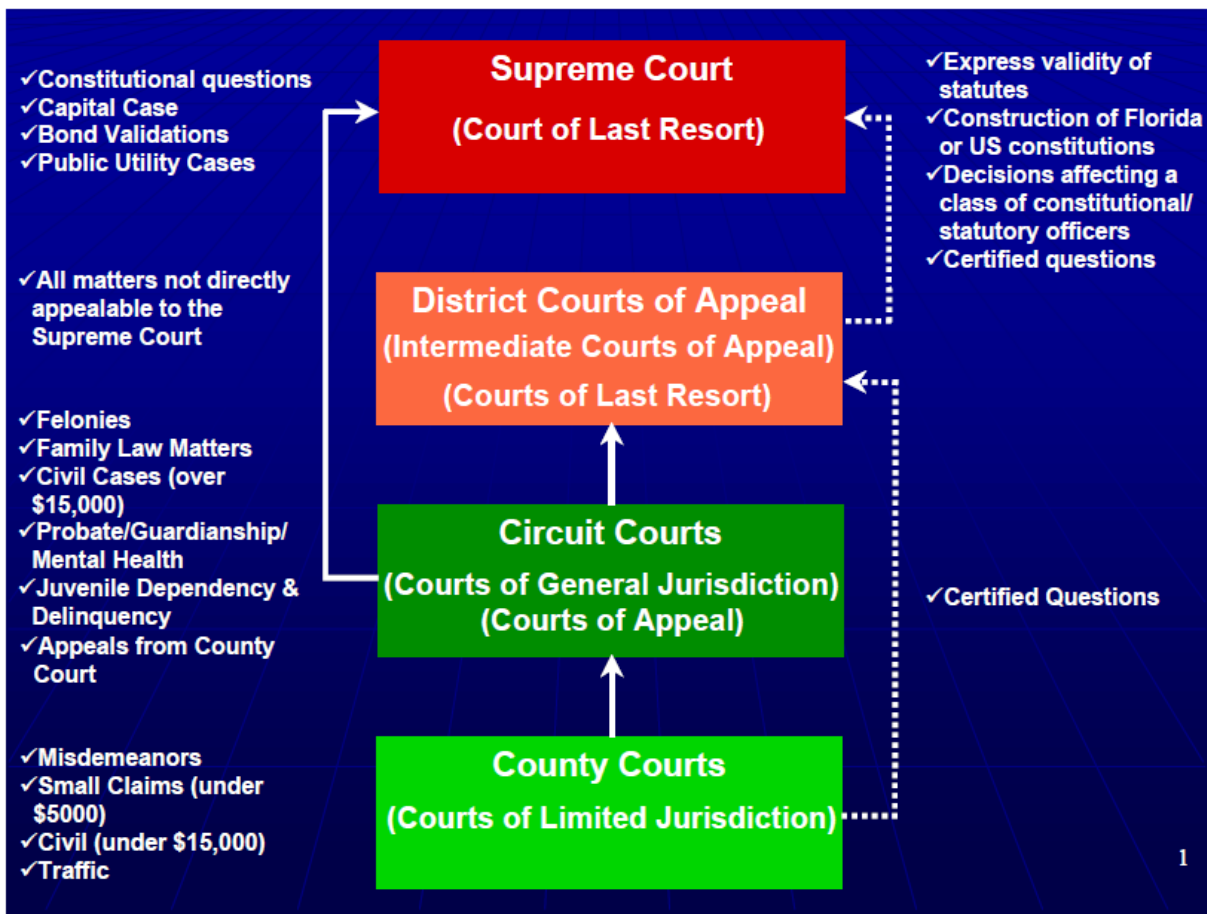 ✓Constitutional questions
✓Capital Case
✓Bond Validations
✓Public Utility Cases
Supreme Court
(Court of Last Resort)
✓Express validity of
statutes
✓Construction of Florida
or US constitutions
✓Decisions affecting a
class of constitutional/
statutory officers
✓Certified questions
✓All matters not directly
appealable to the
Supreme Court
District Courts of Appeal
(Intermediate Courts of Appeal)
(Courts of Last Resort)
✓Felonies
✓Family Law Matters
✓Civil Cases (over
$15,000)
✓Probate/Guardianship/
Mental Health
✓Juvenile Dependency &
Delinquency
✓Appeals from County
Court
Circuit Courts
(Courts of General Jurisdiction)
(Courts of Appeal)
✓Certified Questions
✓Misdemeanors
✓Small Claims (under
$5000)
✓Civil (under $15,000)
✓Traffic
County Courts
(Courts of Limited Jurisdiction)
1